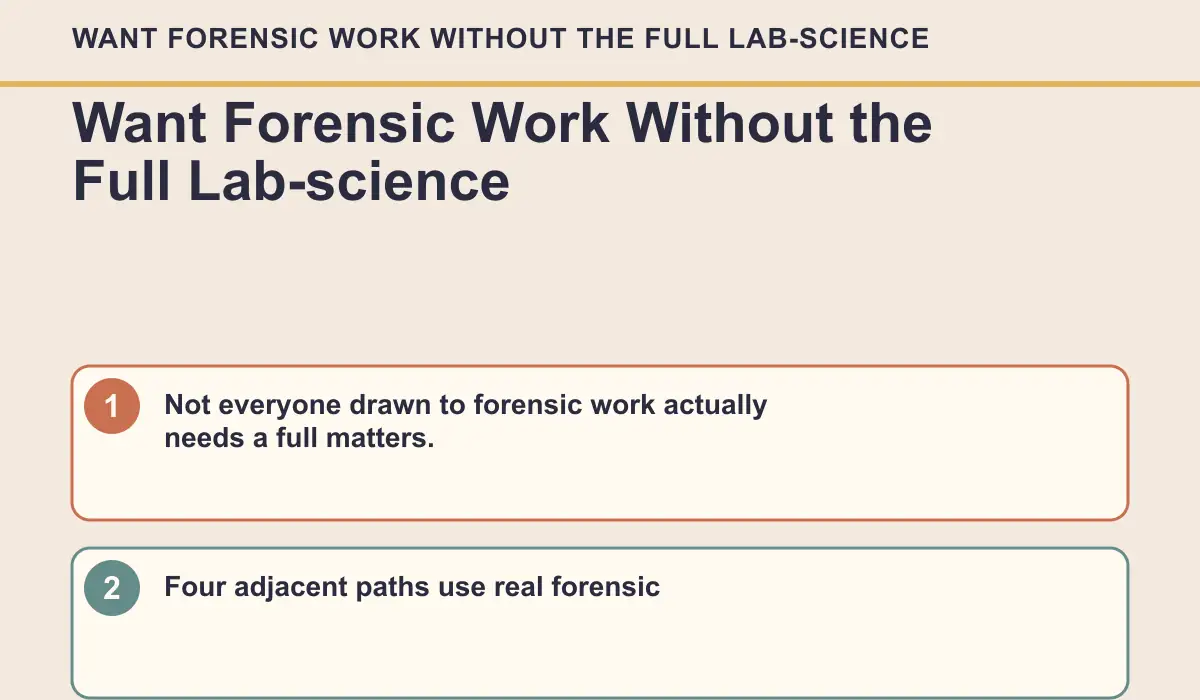 WANT FORENSIC WORK WITHOUT THE FULL LAB-SCIENCE
Want Forensic Work Without the
Full Lab-science
1
Not everyone drawn to forensic work actually
needs a full matters.
2
Four adjacent paths use real forensic